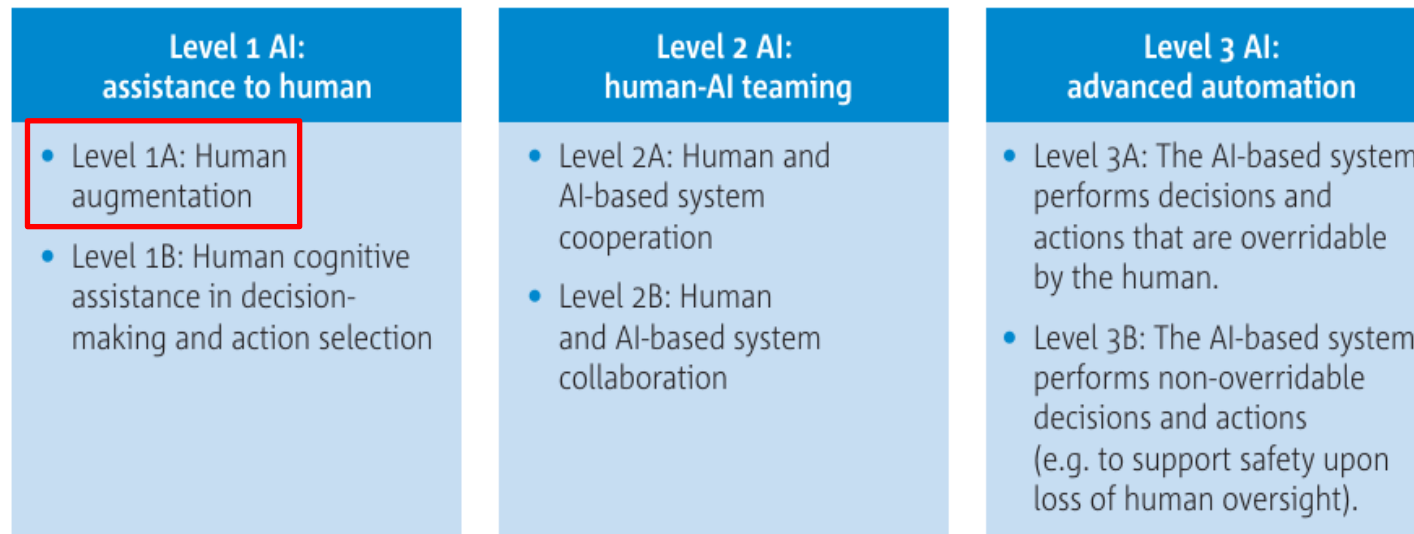 Level 1 AI:
assistance to human
• Level 1A: Human
augmentation
• Level 1B: Human cognitive
assistance in decision-
making and action selection
Level 2 AI:
human-AI teaming
• Level 2A: Human and
AI-based system
cooperation
• Level 2B: Human
and AI-based system
collaboration
Level 3 AI:
advanced automation
• Level 3A: The AI-based system
performs decisions and
actions that are overridable
by the human.
• Level 3B: The AI-based system
performs non-overridable
decisions and actions
(e.g. to support safety upon
loss of human oversight).